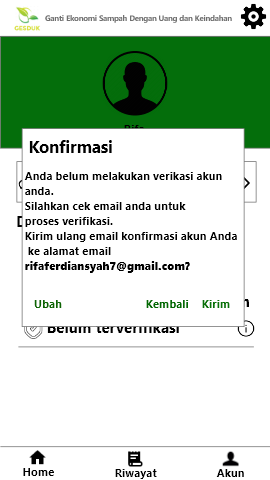 CESDUK
Ganti Ekonomi Sampah Dengan Uang dan Keindahan
Konfirmasi
Anda belum melakukan verikasi akun
anda.
Silahkan cek email anda untuk
proses verifikasi.
Kirim ulang email konfirmasi akun Anda
ke alamat email
rifaferdiansyah7@gmail.com?
Ubah
Kembali
Kirim
Belum terverifikasi
Home
Riwayat
Akun